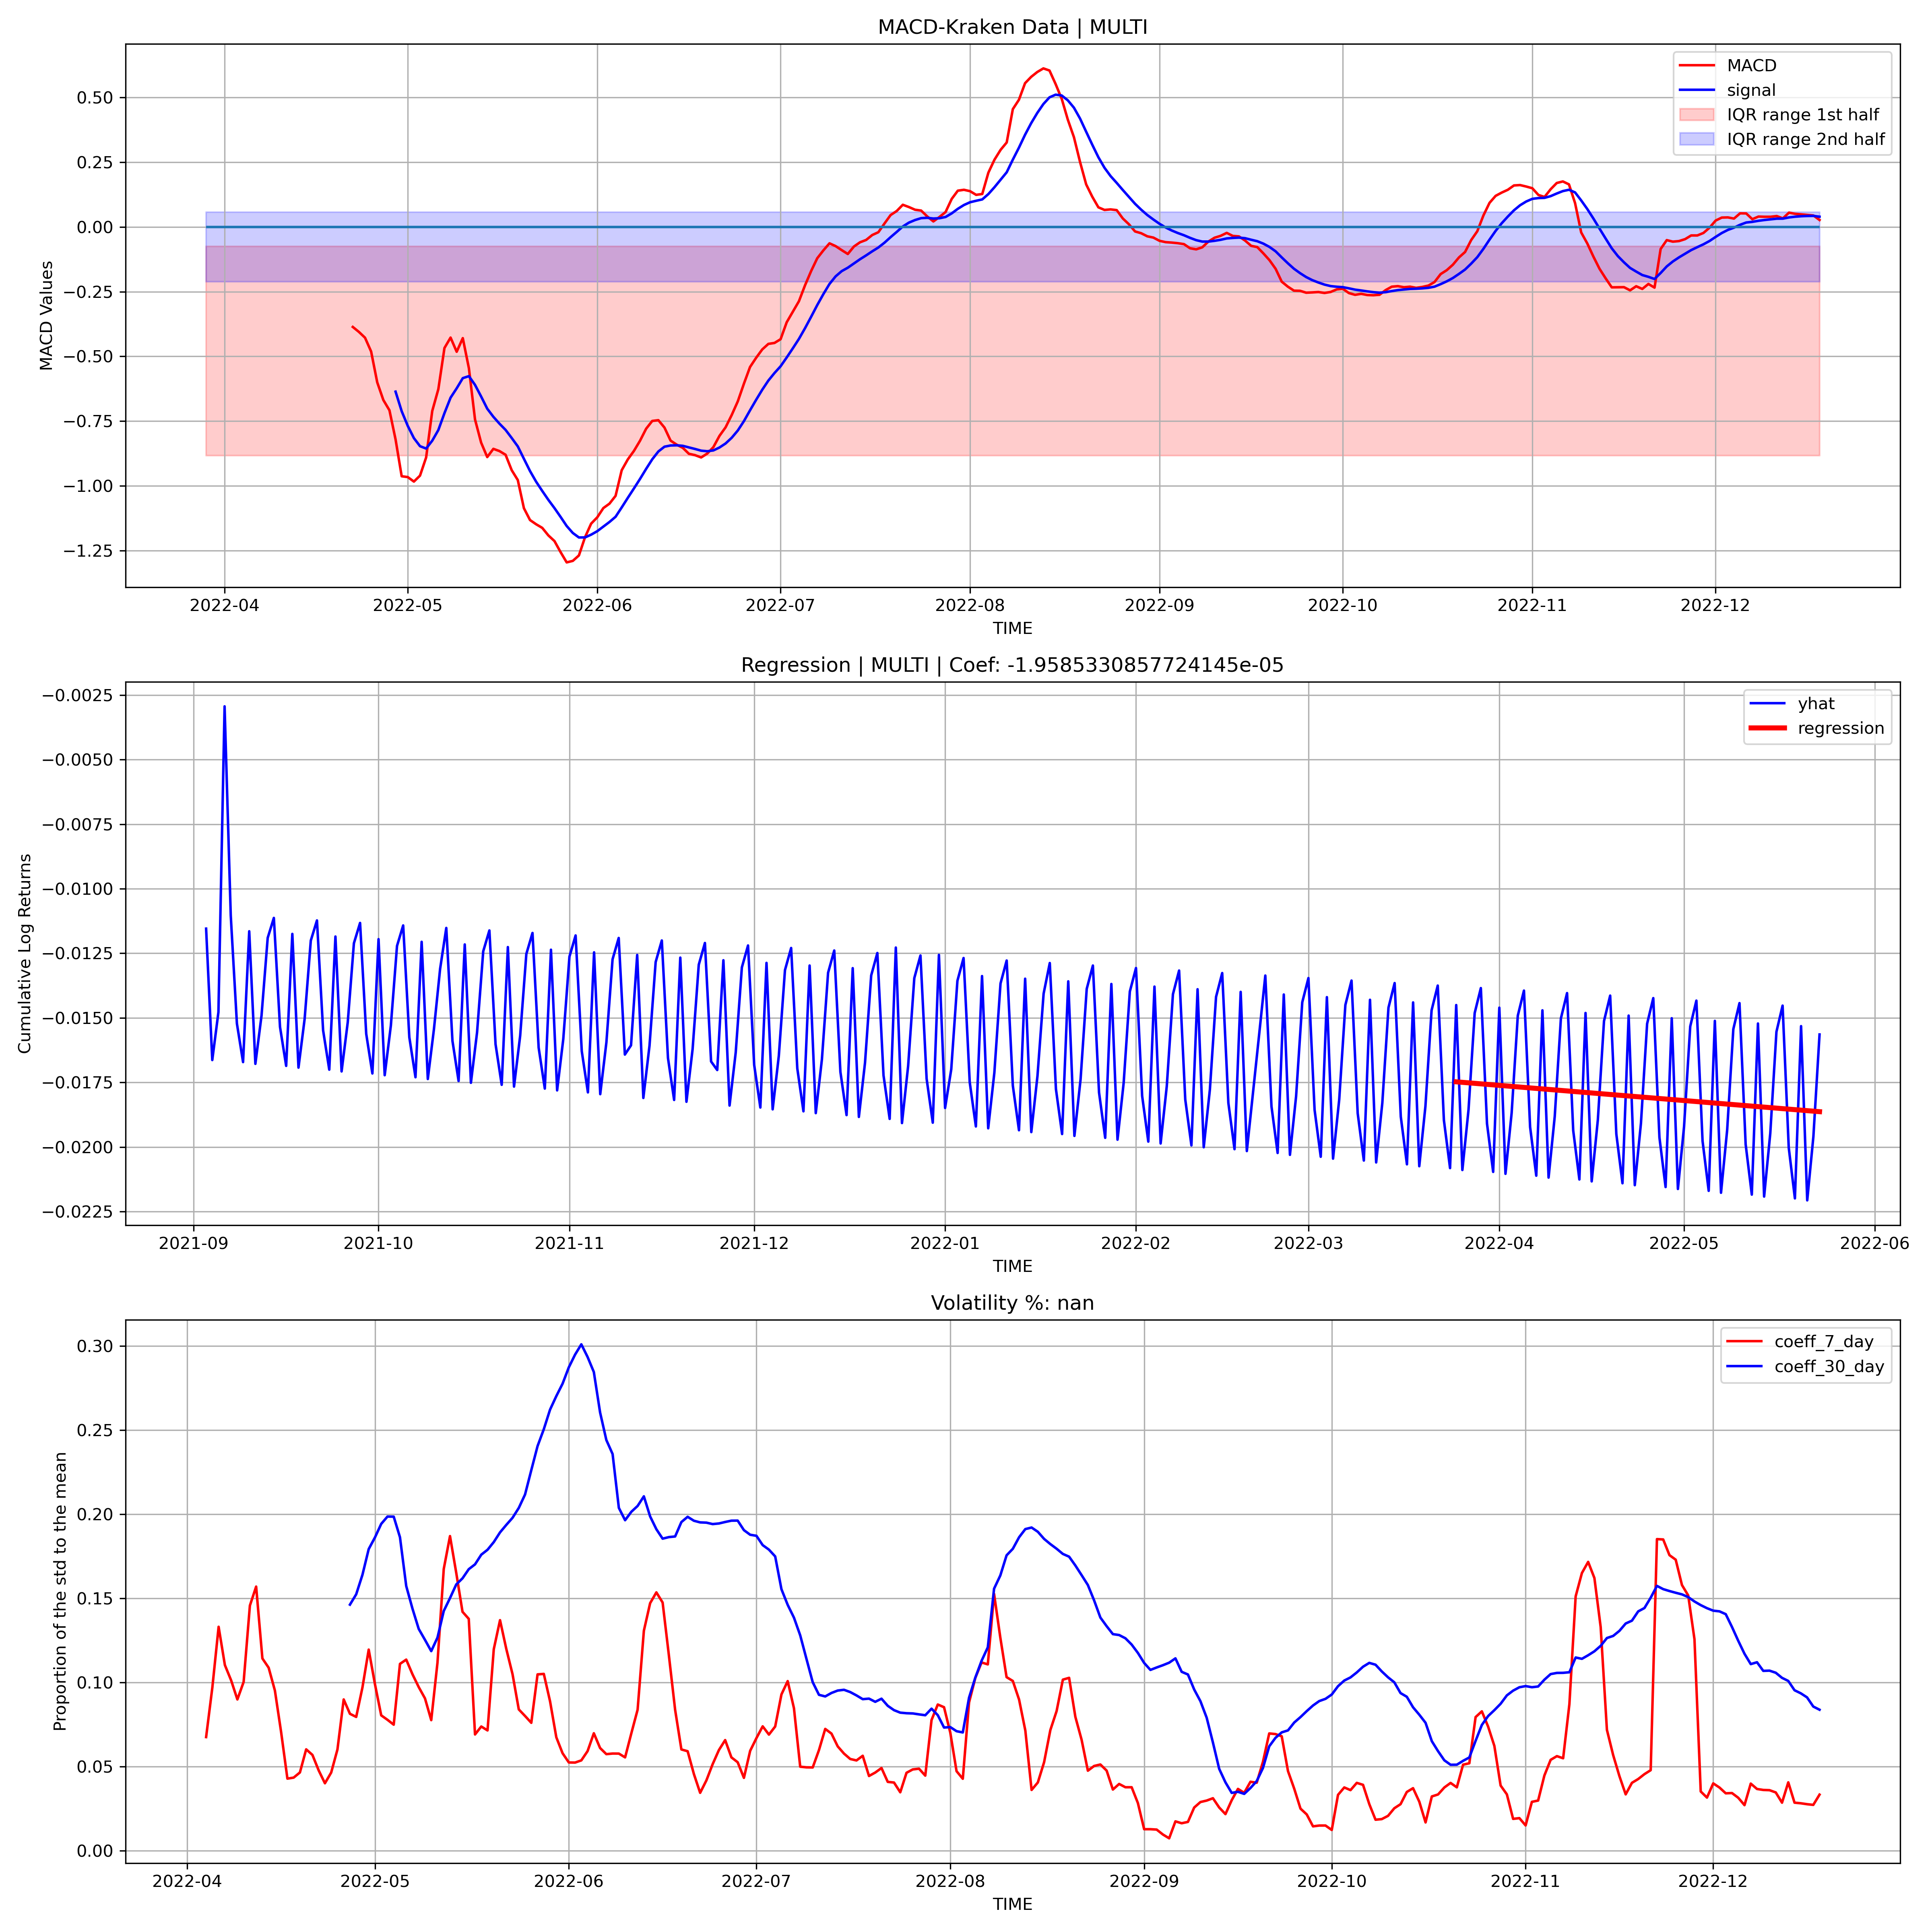 MACD-Kraken Data | MULTI
MACD Values
0.50
0.25
0.00
−0.25
−0.50
−0.75
−1.00
−1.25
MACD
signal
IQR range 1st half
IQR range 2nd half
2022-04 2022-05 2022-06 2022-07 2022-08 2022-09 2022-10 2022-11 2022-12
TIME
Regression | MULTI | Coef: -1.9585330857724145e-05
Cumulative Log Returns
−0.0025
−0.0050
−0.0075
−0.0100
−0.0125
−0.0150
−0.0175
−0.0200
−0.0225
yhat
regression
2021-09 2021-10 2021-11 2021-12 2022-01 2022-02 2022-03 2022-04 2022-05 2022-06
TIME
Volatility %: nan
Proportion of the std to the mean
0.30
0.25
0.20
0.15
0.10
0.05
0.00
coeff_7_day
coeff_30_day
2022-04 2022-05 2022-06 2022-07 2022-08 2022-09 2022-10 2022-11 2022-12
TIME